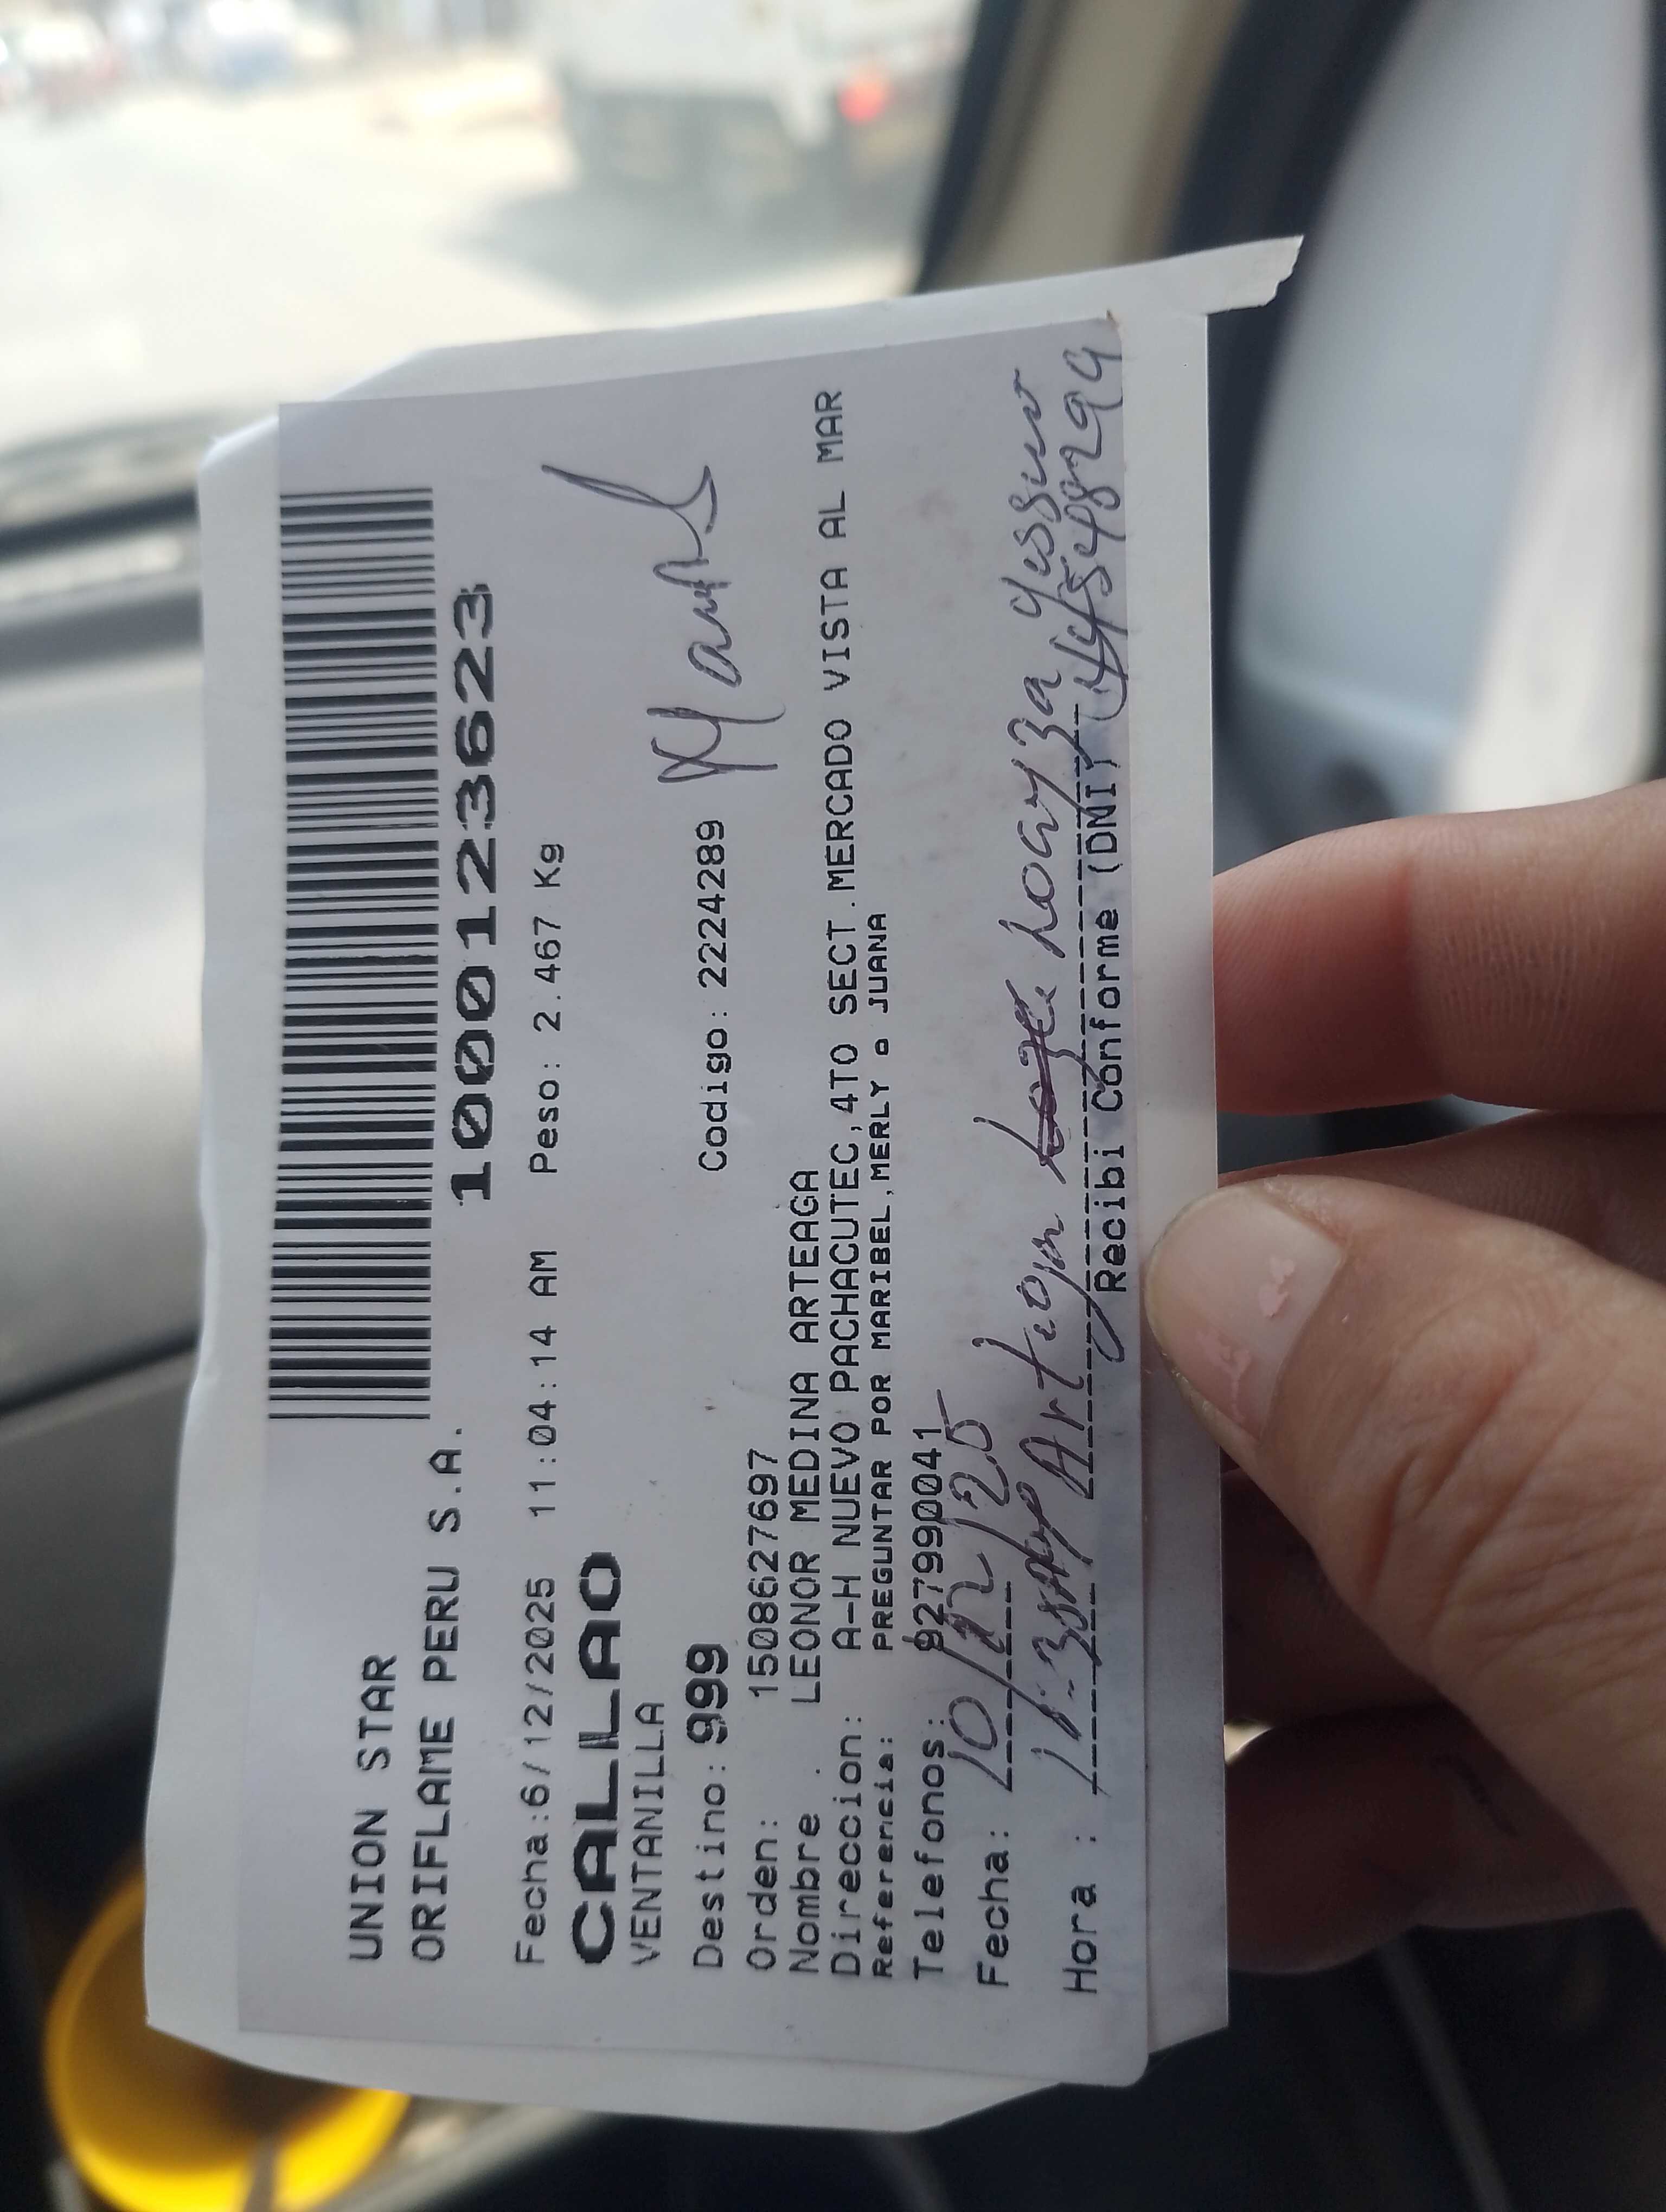 UNION STAR
ORIFLAME PERU S.A.
1000123623
Fecha:6/12/2025 11:04:14 AM Peso: 2.467 Kg
CALLAO
VENTANILLA
Destino: 999 Codigo: 2224289
Orden: 1508627697
Nombre . LEONOR MEDINA ARTEAGA
Direccion: A-H NUEVO PACHACUTEC,4TO SECT.MERCADO VISTA AL MAR
Referencia: PREGUNTAR POR MARIBEL,MERLY o JUANA
Telefonos: 927990041
Fecha: 10/12/25
Hora : Arteaga Loayza
Recibi Conforme (DNI)